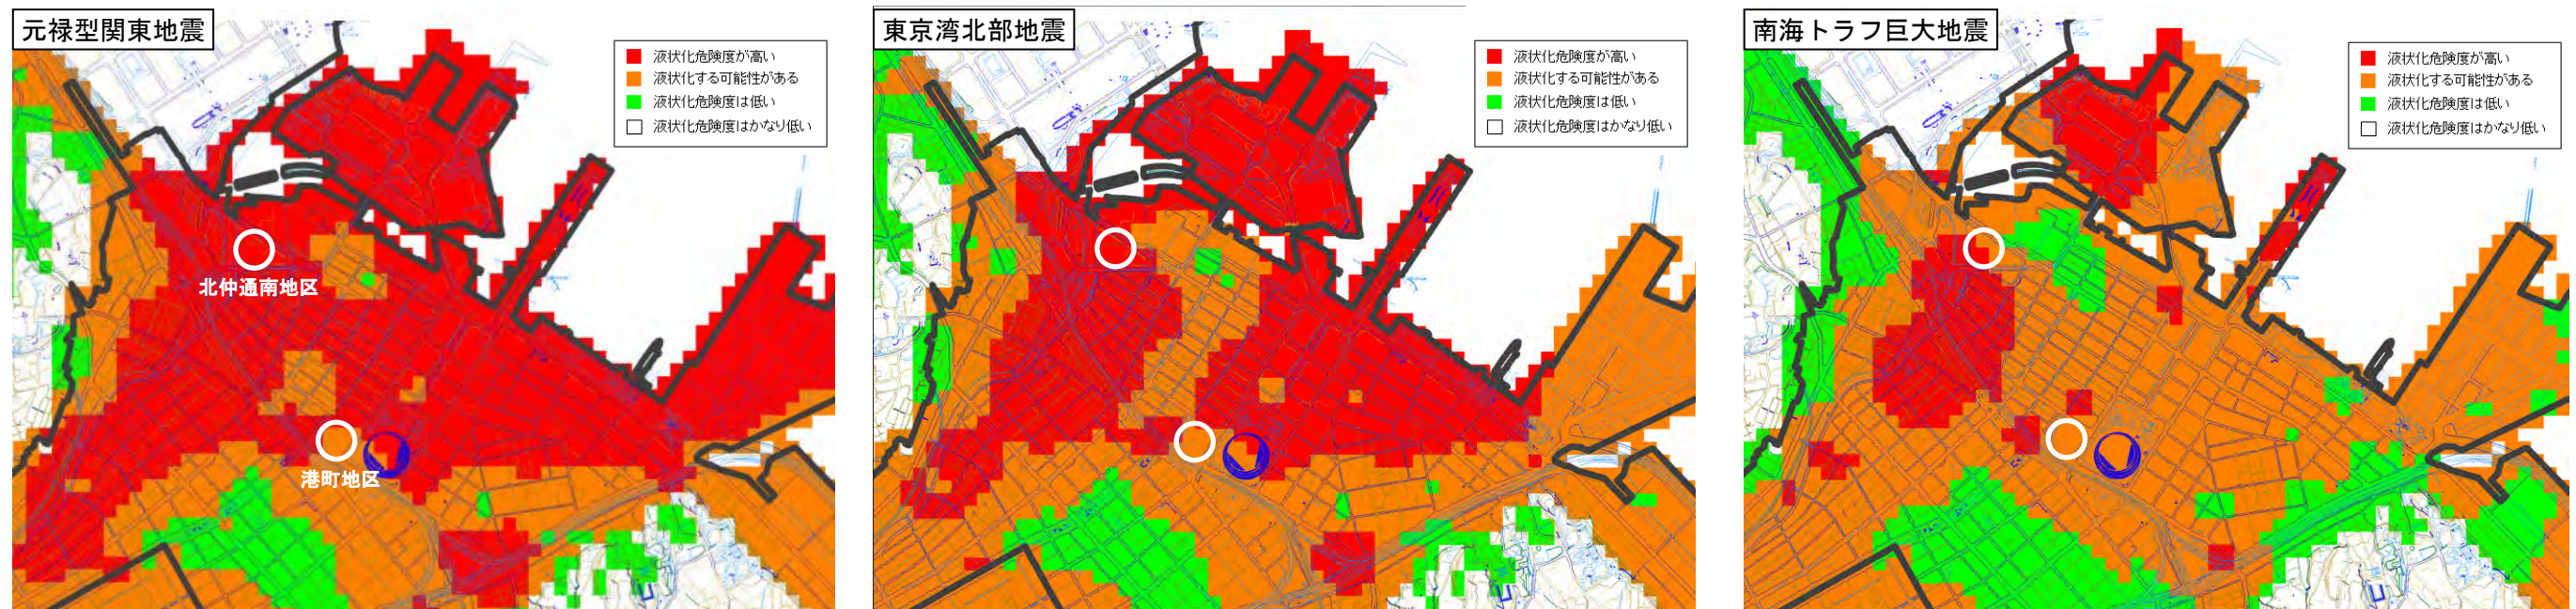 元禄型関東地震
液状化危険度が高い
液状化する可能性がある
液状化危険度は低い
液状化危険度はかなり低い
北仲通南地区
港町地区
東京湾北部地震
液状化危険度が高い
液状化する可能性がある
液状化危険度は低い
液状化危険度はかなり低い
南海トラフ巨大地震
液状化危険度が高い
液状化する可能性がある
液状化危険度は低い
液状化危険度はかなり低い